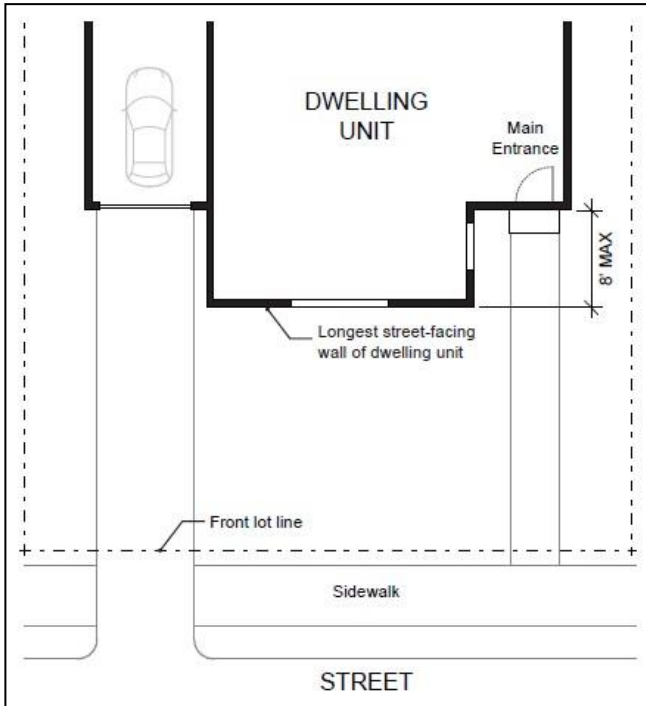 DWELLING
UNIT
Main
Entrance
8' MAX
Longest street-facing
wall of dwelling unit
Front lot line
Sidewalk
STREET